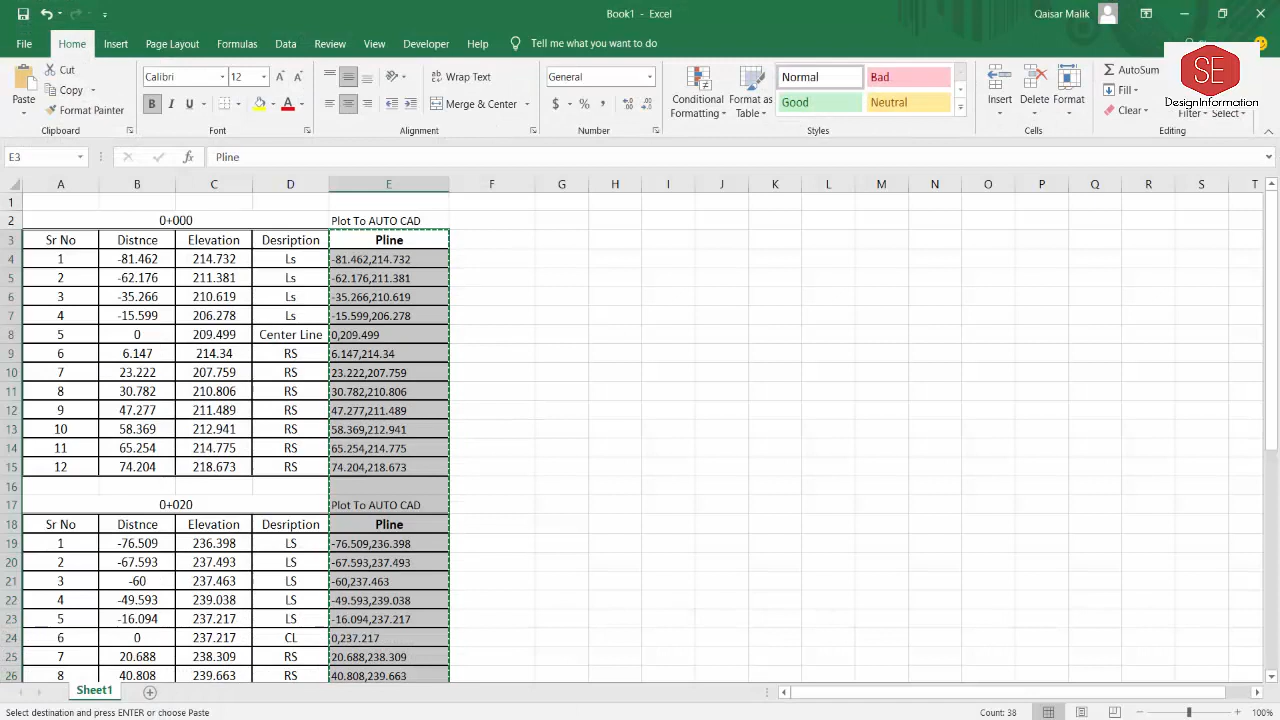 Book1 - Excel
Qaisar Malik
File Home Insert Page Layout Formulas Data Review View Developer Help Tell me what you want to do
SE
DesignInformation
Paste
Cut
Copy
Format Painter
Clipboard
Calibri 12
B I U
Font
Wrap Text
Merge & Center
Alignment
General
$ %
Number
Conditional Formatting
Format as Table
Normal Bad
Good Neutral
Styles
Insert Delete Format
Cells
AutoSum
Fill
Clear
Filter Select
Editing
E3 fx Pline
A B C D E F G H I J K L M N O P Q R S T
1
2 0+000 Plot To AUTO CAD
3 Sr No Distnce Elevation Desription Pline
4 1 -81.462 214.732 Ls -81.462,214.732
5 2 -62.176 211.381 Ls -62.176,211.381
6 3 -35.266 210.619 Ls -35.266,210.619
7 4 -15.599 206.278 Ls -15.599,206.278
8 5 0 209.499 Center Line 0,209.499
9 6 6.147 214.34 RS 6.147,214.34
10 7 23.222 207.759 RS 23.222,207.759
11 8 30.782 210.806 RS 30.782,210.806
12 9 47.277 211.489 RS 47.277,211.489
13 10 58.369 212.941 RS 58.369,212.941
14 11 65.254 214.775 RS 65.254,214.775
15 12 74.204 218.673 RS 74.204,218.673
16
17 0+020 Plot To AUTO CAD
18 Sr No Distnce Elevation Desription Pline
19 1 -76.509 236.398 LS -76.509,236.398
20 2 -67.593 237.493 LS -67.593,237.493
21 3 -60 237.463 LS -60,237.463
22 4 -49.593 239.038 LS -49.593,239.038
23 5 -16.094 237.217 LS -16.094,237.217
24 6 0 237.217 CL 0,237.217
25 7 20.688 238.309 RS 20.688,238.309
26 8 40.808 239.663 RS 40.808,239.663
Sheet1
Select destination and press ENTER or choose Paste
Count: 38
100%